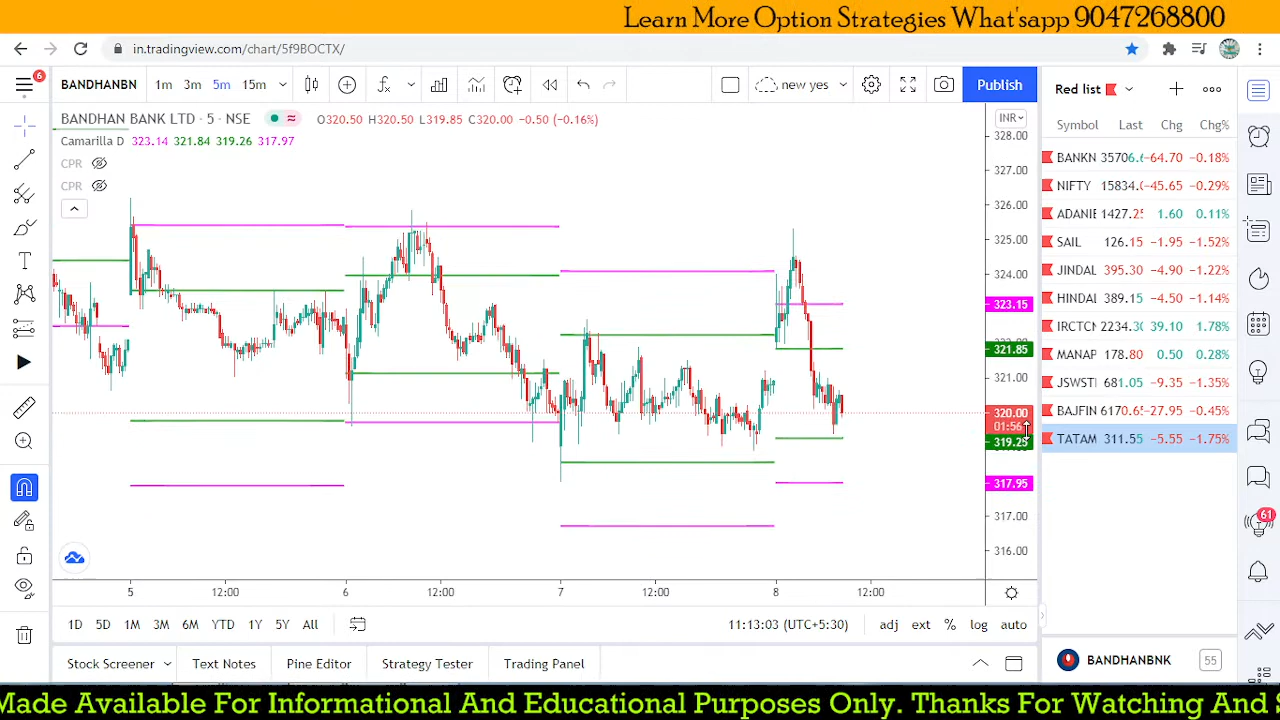 Learn More Option Strategies What'sapp 9047268800
in.tradingview.com/chart/5f9BOCTX/
6
BANDHANBN 1m 3m 5m 15m new yes Publish
Red list
BANDHAN BANK LTD · 5 · NSE O320.50 H320.50 L319.85 C320.00 −0.50 (−0.16%)
INR
Camarilla D 323.14 321.84 319.26 317.97
CPR
CPR
328.00
327.00
326.00
325.00
324.00
323.15
321.85
321.00
320.00
01:56
319.25
317.95
317.00
316.00
Symbol Last Chg Chg%
BANKN 35706.6 −64.70 −0.18%
NIFTY 15834.0 −45.65 −0.29%
ADANIE 1427.25 1.60 0.11%
SAIL 126.15 −1.95 −1.52%
JINDAL 395.30 −4.90 −1.22%
HINDAL 389.15 −4.50 −1.14%
IRCTC 2234.30 39.10 1.78%
MANAP 178.80 0.50 0.28%
JSWSTI 681.05 −9.35 −1.35%
BAJFIN 6170.65 −27.95 −0.45%
TATAM 311.55 −5.55 −1.75%
61
5 12:00 6 12:00 7 12:00 8 12:00
1D 5D 1M 3M 6M YTD 1Y 5Y All 11:13:03 (UTC+5:30) adj ext % log auto
Stock Screener Text Notes Pine Editor Strategy Tester Trading Panel
BANDHANBNK 55
Made Available For Informational And Educational Purposes Only. Thanks For Watching And